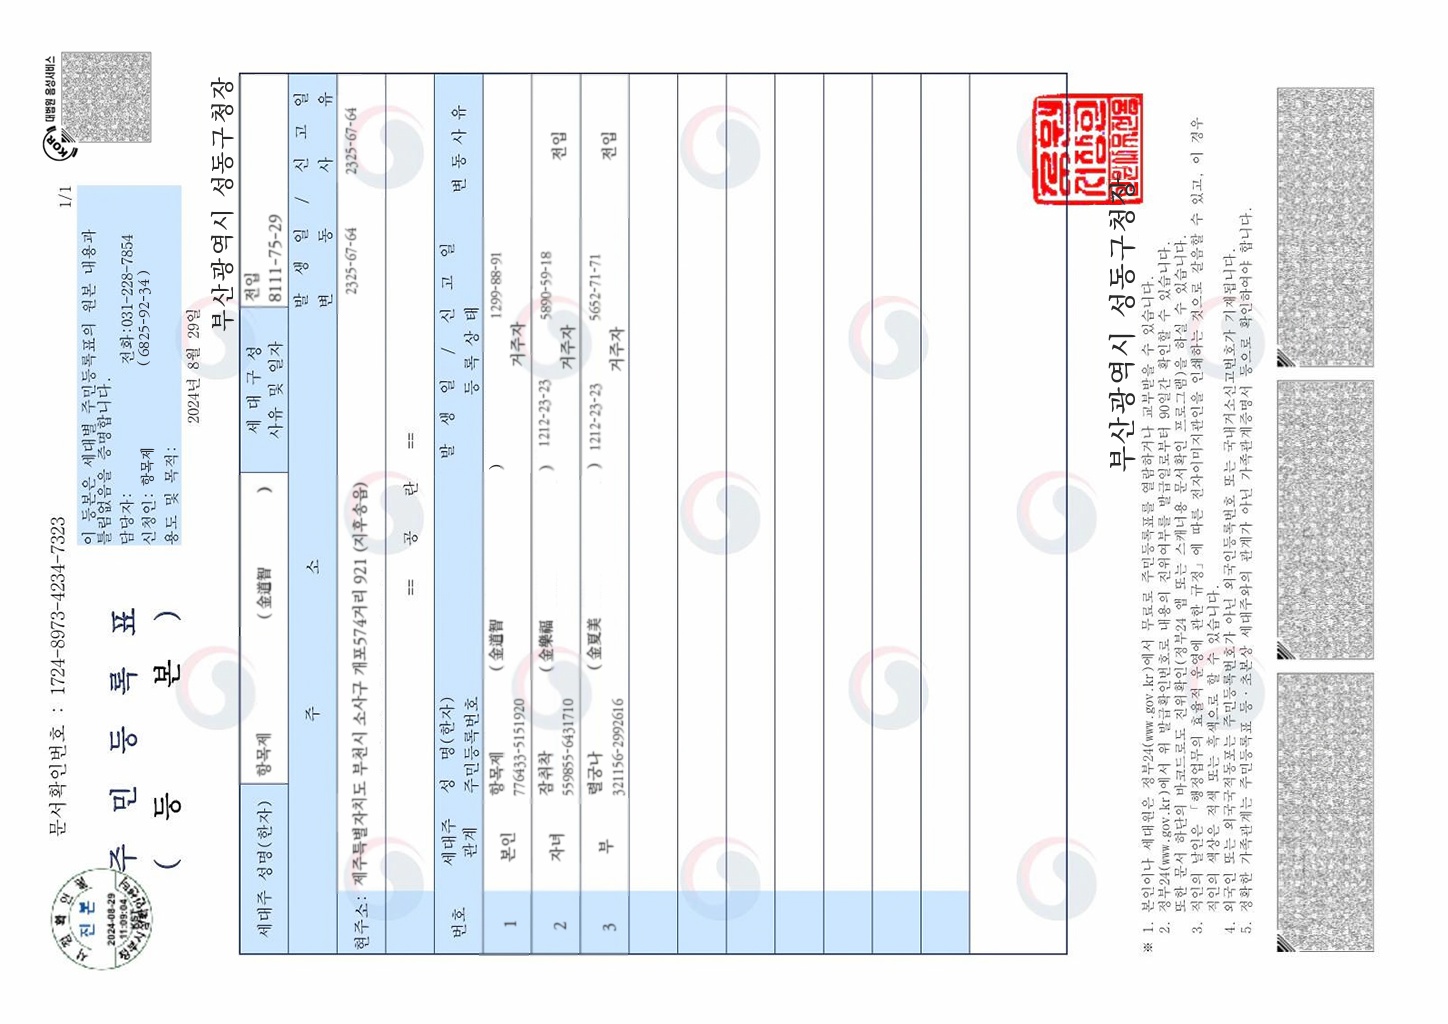 문서확인번호 : 1724-8973-4234-7323
1/1
대법원 음성서비스
KOR
진본
2024-08-29
11:09:04
주 민 등 록 표
( 등 본 )
이 등본은 세대별 주민등록표의 원본 내용과
틀림없음을 증명합니다.
담당자: 전화:031-228-7854
신청인: 항목제 (6825-92-34)
용도 및 목적:
2024년 8월 29일
부산광역시 성동구청장
세대주 성명(한자) 항목제 (金道智 ) 세 대 구 성 사유 및 일자 전입 8111-75-29
주 소 발 생 일 / 신 고 일
변 동 사 유
현주소: 제주특별자치도 부천시 소사구 개포574거리 921 (지후송읍) 2325-67-64 2325-67-64
== 공 란 ==
번호 세대주 관계 성 명(한자) 주민등록번호 발 생 일 / 신 고 일 등 록 상 태 변 동 사 유
1 본인 항목제 (金道智 ) 1299-88-91
776433-5151920 거주자
2 자녀 잠취착 (金樂福 ) 1212-23-23 5890-59-18 전입
559855-6431710 거주자
3 부 렬궁나 (金夏美 ) 1212-23-23 5652-71-71 전입
321156-2992616 거주자
부산광역시 성동구청장
※ 1. 본인이나 세대원은 정부24(www.gov.kr)에서 무료로 주민등록표를 열람하거나 교부받을 수 있습니다.
2. 정부24(www.gov.kr)에서 위 발급확인번호로 내용의 진위여부를 발급일로부터 90일간 확인할 수 있습니다.
또한 문서 하단의 바코드로도 진위확인(정부24 앱 또는 스캐너용 문서확인 프로그램)을 하실 수 있습니다.
3. 직인의 날인은 「행정업무의 효율적 운영에 관한 규정」에 따른 전자이미지관인을 인쇄하는 것으로 갈음할 수 있고, 이 경우
직인의 색상은 적색 또는 흑색으로 할 수 있습니다.
4. 외국인 또는 외국국적동포는 주민등록번호가 아닌 외국인등록번호 또는 국내거소신고번호가 기재됩니다.
5. 정확한 가족관계는 주민등록표 등·초본상 세대주와의 관계가 아닌 가족관계증명서 등으로 확인하여야 합니다.